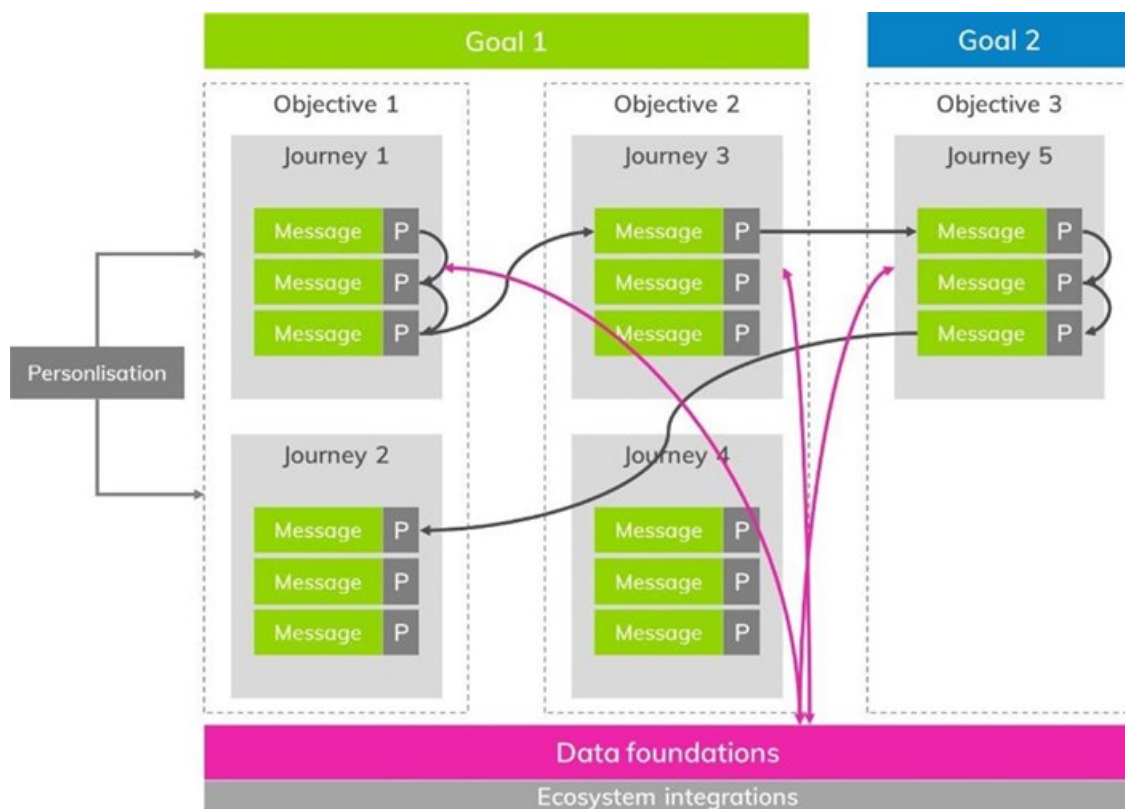 Goal 1
Goal 2
Objective 1
Objective 2
Objective 3
Journey 1
Journey 3
Journey 5
Message P
Message P
Message P
Message P
Message P
Message P
Message P
Message P
Message P
Personlisation
Journey 2
Journey 4
Message P
Message P
Message P
Message P
Message P
Message P
Data foundations
Ecosystem integrations